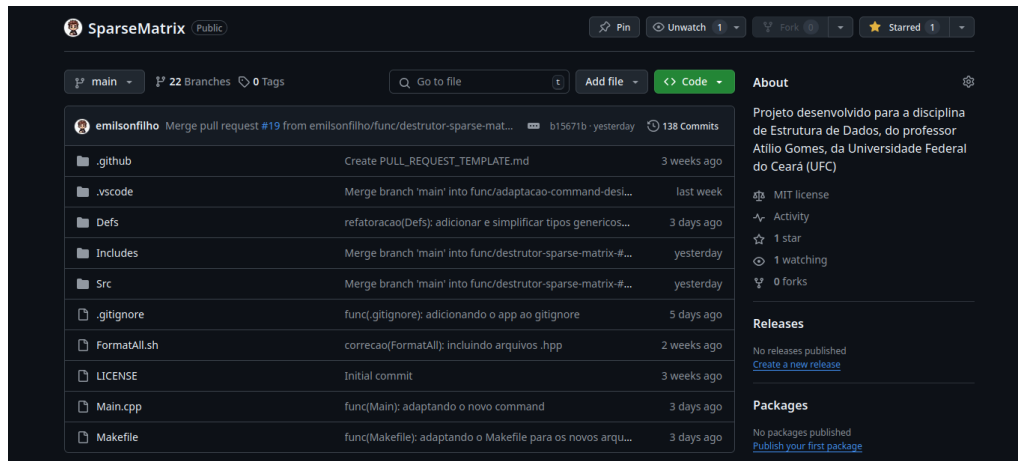 SparseMatrix Public
Pin
Unwatch 1
Fork 0
Starred 1
main
22 Branches
0 Tags
Go to file t
Add file
Code
emilsonfilho Merge pull request #19 from emilsonfilho/func/destrutor-sparse-mat... b15671b · yesterday 138 Commits
.github Create PULL_REQUEST_TEMPLATE.md 3 weeks ago
.vscode Merge branch 'main' into func/adaptacao-command-desi... last week
Defs refatoracao(Defs): adicionar e simplificar tipos genericos... 3 days ago
Includes Merge branch 'main' into func/destrutor-sparse-matrix-#... yesterday
Src Merge branch 'main' into func/destrutor-sparse-matrix-#... yesterday
.gitignore func(.gitignore): adicionando o app ao gitignore 5 days ago
FormatAll.sh correcao(FormatAll): incluindo arquivos .hpp 2 weeks ago
LICENSE Initial commit 3 weeks ago
Main.cpp func(Main): adaptando o novo command 3 days ago
Makefile func(Makefile): adaptando o Makefile para os novos arqu... 3 days ago
About
Projeto desenvolvido para a disciplina
de Estrutura de Dados, do professor
Atílio Gomes, da Universidade Federal
do Ceará (UFC)
MIT license
Activity
1 star
1 watching
0 forks
Releases
No releases published
Create a new release
Packages
No packages published
Publish your first package